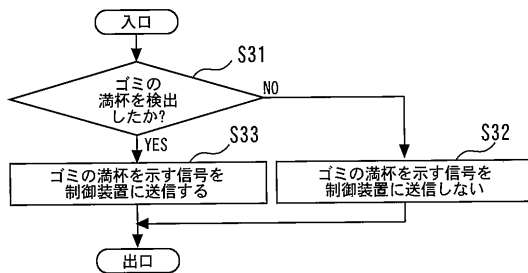 入口
S31
ゴミの
満杯を検出
したか?
NO
YES
S33
S32
ゴミの満杯を示す信号を
制御装置に送信する
ゴミの満杯を示す信号を
制御装置に送信しない
出口